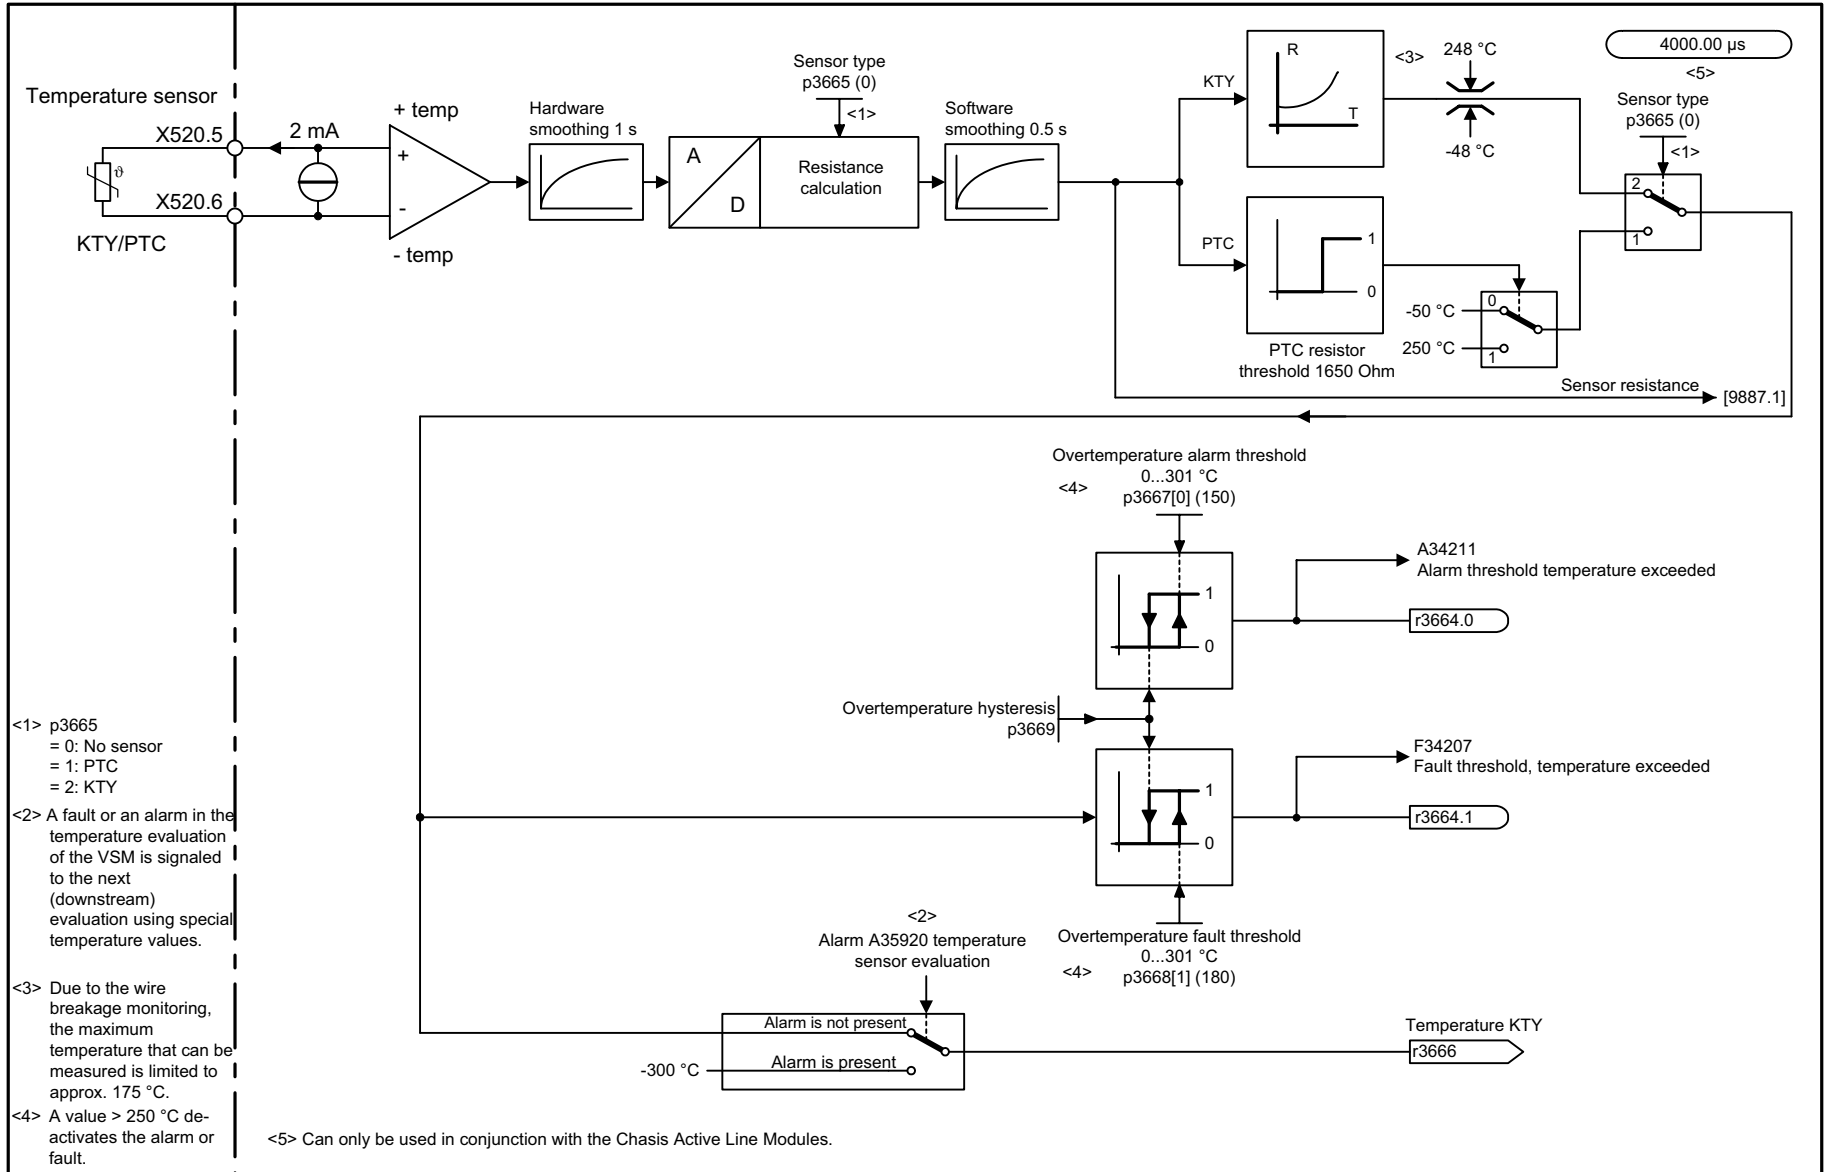 4000.00 µs
<5>
Sensor type
p3665 (0)
<1>
Temperature sensor
X520.5
X520.6
ϑ
KTY/PTC
2 mA
+ temp
+
-
- temp
Hardware
smoothing 1 s
Sensor type
p3665 (0)
<1>
A
D
Resistance
calculation
Software
smoothing 0.5 s
KTY
R
T
<3>
248 °C
-48 °C
2
1
PTC
1
0
PTC resistor
threshold 1650 Ohm
-50 °C
250 °C
0
1
Sensor resistance
[9887.1]
Overtemperature alarm threshold
0...301 °C
<4>
p3667[0] (150)
1
0
A34211
Alarm threshold temperature exceeded
r3664.0
Overtemperature hysteresis
p3669
1
0
F34207
Fault threshold, temperature exceeded
r3664.1
Overtemperature fault threshold
0...301 °C
<4>
p3668[1] (180)
<2>
Alarm A35920 temperature
sensor evaluation
Alarm is not present
Alarm is present
-300 °C
Temperature KTY
r3666
<1> p3665
= 0: No sensor
= 1: PTC
= 2: KTY
<2> A fault or an alarm in the
temperature evaluation
of the VSM is signaled
to the next
(downstream)
evaluation using special
temperature values.
<3> Due to the wire
breakage monitoring,
the maximum
temperature that can be
measured is limited to
approx. 175 °C.
<4> A value > 250 °C de-
activates the alarm or
fault.
<5> Can only be used in conjunction with the Chasis Active Line Modules.